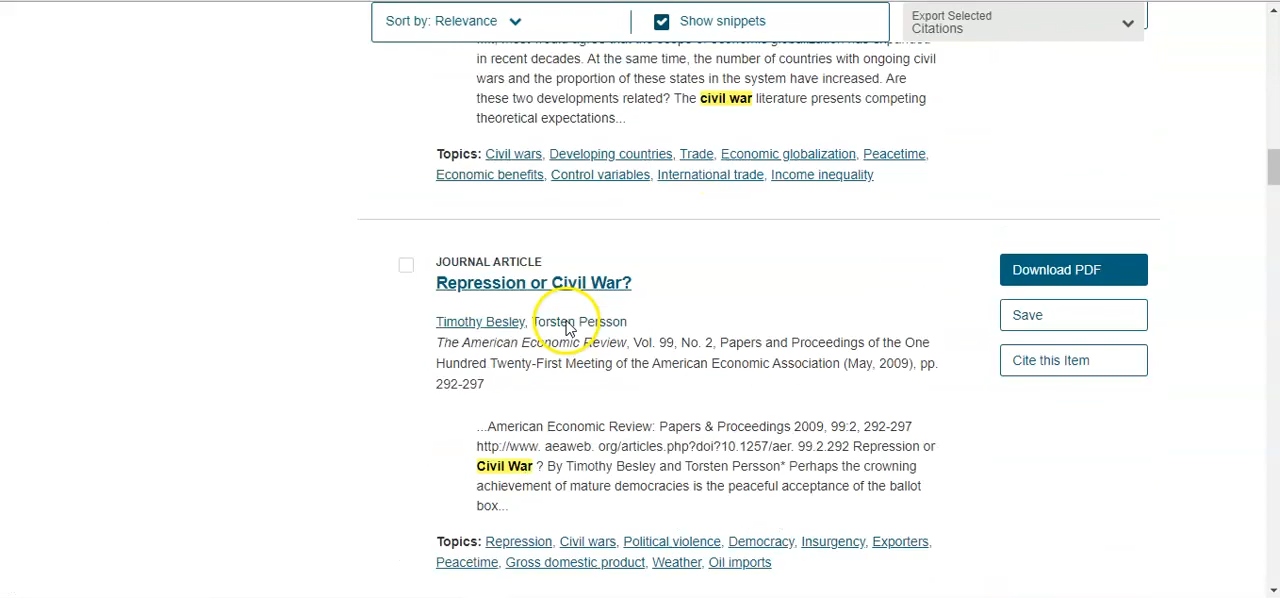 Sort by: Relevance
Show snippets
Export Selected
Citations
in recent decades. At the same time, the number of countries with ongoing civil
wars and the proportion of these states in the system have increased. Are
these two developments related? The civil war literature presents competing
theoretical expectations...
Topics: Civil wars, Developing countries, Trade, Economic globalization, Peacetime,
Economic benefits, Control variables, International trade, Income inequality
JOURNAL ARTICLE
Repression or Civil War?
Download PDF
Save
Cite this Item
Timothy Besley, Torsten Persson
The American Economic Review, Vol. 99, No. 2, Papers and Proceedings of the One
Hundred Twenty-First Meeting of the American Economic Association (May, 2009), pp.
292-297
...American Economic Review: Papers & Proceedings 2009, 99:2, 292-297
http://www. aeaweb. org/articles.php?doi?10.1257/aer. 99.2.292 Repression or
Civil War ? By Timothy Besley and Torsten Persson* Perhaps the crowning
achievement of mature democracies is the peaceful acceptance of the ballot
box...
Topics: Repression, Civil wars, Political violence, Democracy, Insurgency, Exporters,
Peacetime, Gross domestic product, Weather, Oil imports